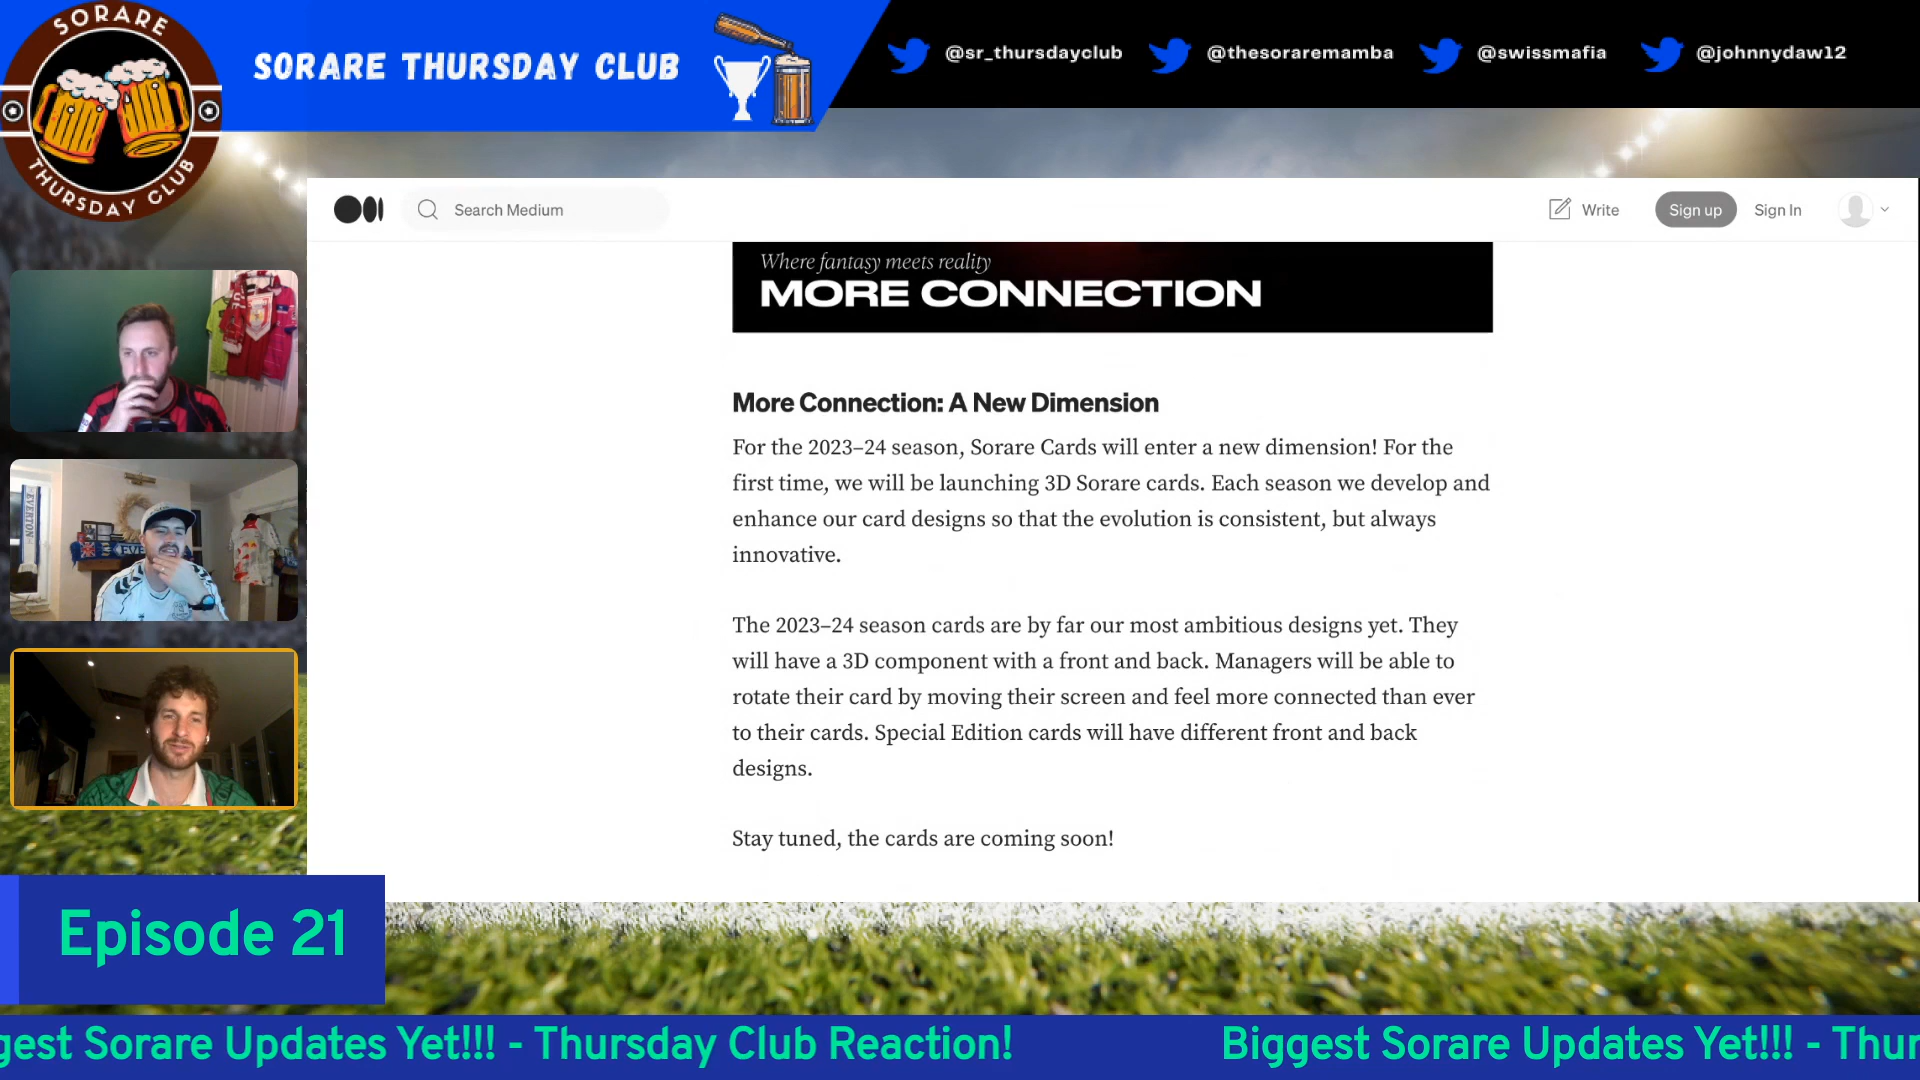 SORARE
THURSDAY CLUB
SORARE THURSDAY CLUB
@sr_thursdayclub
@thesoraremamba
@swissmafia
@johnnydaw12
Search Medium
Write
Sign up
Sign In
Where fantasy meets reality
MORE CONNECTION
More Connection: A New Dimension
For the 2023–24 season, Sorare Cards will enter a new dimension! For the
first time, we will be launching 3D Sorare cards. Each season we develop and
enhance our card designs so that the evolution is consistent, but always
innovative.
The 2023–24 season cards are by far our most ambitious designs yet. They
will have a 3D component with a front and back. Managers will be able to
rotate their card by moving their screen and feel more connected than ever
to their cards. Special Edition cards will have different front and back
designs.
Stay tuned, the cards are coming soon!
EVERTON
Episode 21
gest Sorare Updates Yet!!! - Thursday Club Reaction!
Biggest Sorare Updates Yet!!! - Thur